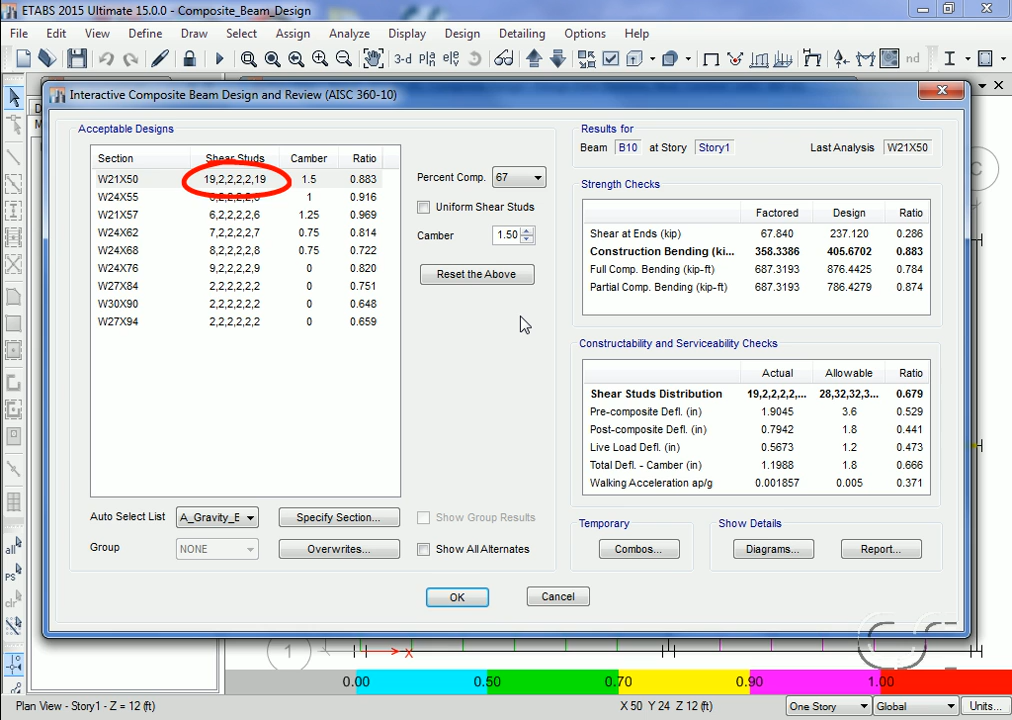 ETABS 2015 Ultimate 15.0.0 - Composite_Beam_Design
File Edit View Define Draw Select Assign Analyze Display Design Detailing Options Help
3-d
nd
Interactive Composite Beam Design and Review (AISC 360-10)
Acceptable Designs
Section Shear Studs Camber Ratio
W21X50 19,2,2,2,2,19 1.5 0.883
W24X55 6,2,2,2,2,6 1 0.916
W21X57 6,2,2,2,2,6 1.25 0.969
W24X62 7,2,2,2,2,7 0.75 0.814
W24X68 8,2,2,2,2,8 0.75 0.722
W24X76 9,2,2,2,2,9 0 0.820
W27X84 2,2,2,2,2,2 0 0.751
W30X90 2,2,2,2,2,2 0 0.648
W27X94 2,2,2,2,2,2 0 0.659
Percent Comp. 67
Uniform Shear Studs
Camber 1.50
Reset the Above
Auto Select List A_Gravity_E Specify Section...
Group NONE Overwrites...
Show Group Results
Show All Alternates
Results for
Beam B10 at Story Story1 Last Analysis W21X50
Strength Checks
Factored Design Ratio
Shear at Ends (kip) 67.840 237.120 0.286
Construction Bending (ki... 358.3386 405.6702 0.883
Full Comp. Bending (kip-ft) 687.3193 876.4425 0.784
Partial Comp. Bending (kip-ft) 687.3193 786.4279 0.874
Constructability and Serviceability Checks
Actual Allowable Ratio
Shear Studs Distribution 19,2,2,2,... 28,32,32,3... 0.679
Pre-composite Defl. (in) 1.9045 3.6 0.529
Post-composite Defl. (in) 0.7942 1.8 0.441
Live Load Defl. (in) 0.5673 1.2 0.473
Total Defl. - Camber (in) 1.1988 1.8 0.666
Walking Acceleration ap/g 0.001857 0.005 0.371
Temporary
Combos...
Show Details
Diagrams... Report...
OK Cancel
all
PS
clr
C
1
X
CSI
0.00 0.50 0.70 0.90 1.00
Plan View - Story1 - Z = 12 (ft) X 50 Y 24 Z 12 (ft) One Story Global Units...